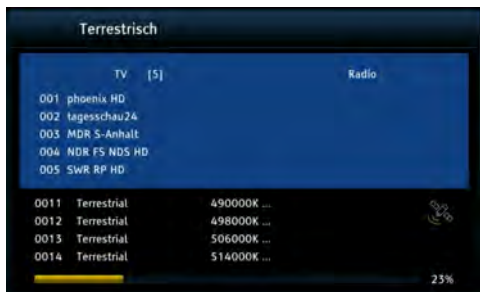 Terrestrisch
TV [5] Radio
001 phoenix HD
002 tagesschau24
003 MDR S-Anhalt
004 NDR FS NDS HD
005 SWR RP HD
0011 Terrestrial 490000K ...
0012 Terrestrial 498000K ...
0013 Terrestrial 506000K ...
0014 Terrestrial 514000K ...
23%